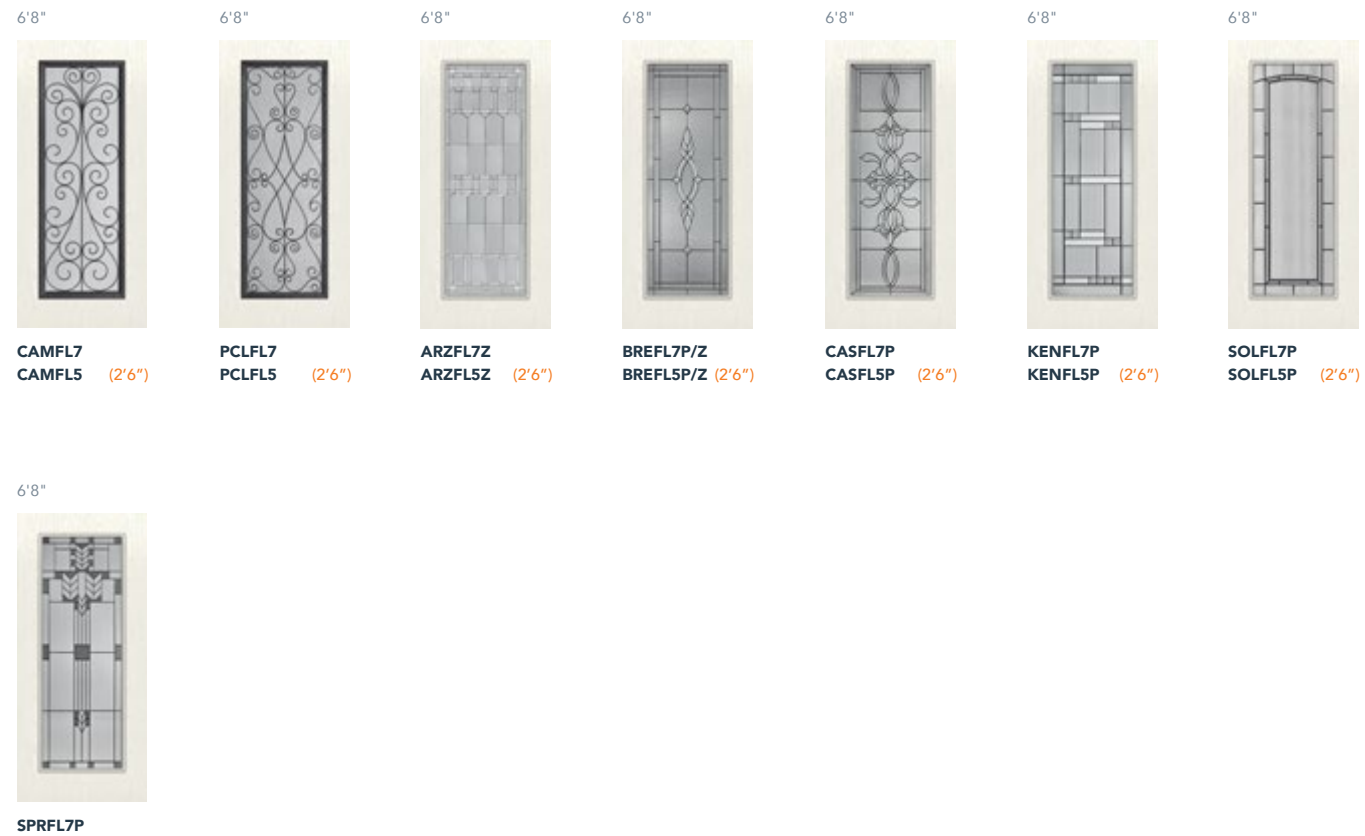 6'8" 6'8" 6'8" 6'8" 6'8" 6'8" 6'8"
CAMFL7 PCLFL7 ARZFL7Z BREFL7P/Z CASFL7P KENFL7P SOLFL7P
CAMFL5 (2'6") PCLFL5 (2'6") ARZFL5Z (2'6") BREFL5P/Z (2'6") CASFL5P (2'6") KENFL5P (2'6") SOLFL5P (2'6")
6'8"
SPRFL7P